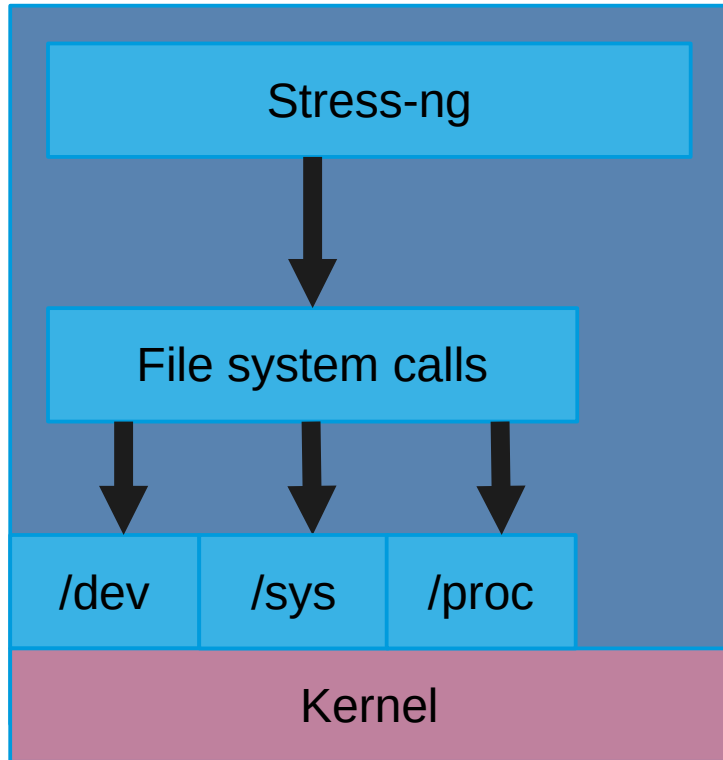 Stress-ng
File system calls
/dev
/sys
/proc
Kernel